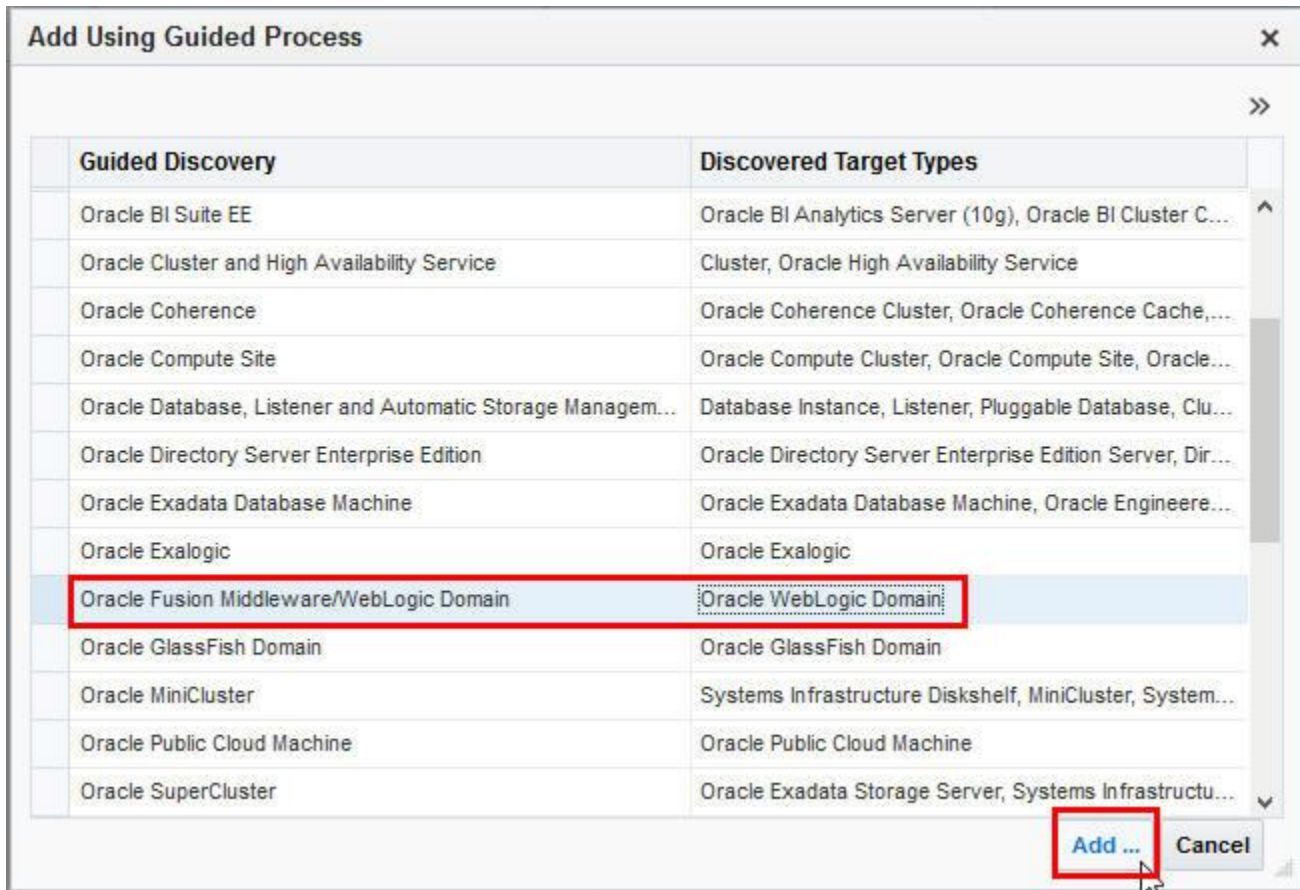 Add Using Guided Process
Guided Discovery Discovered Target Types
Oracle BI Suite EE Oracle BI Analytics Server (10g), Oracle BI Cluster C...
Oracle Cluster and High Availability Service Cluster, Oracle High Availability Service
Oracle Coherence Oracle Coherence Cluster, Oracle Coherence Cache,...
Oracle Compute Site Oracle Compute Cluster, Oracle Compute Site, Oracle...
Oracle Database, Listener and Automatic Storage Managem... Database Instance, Listener, Pluggable Database, Clu...
Oracle Directory Server Enterprise Edition Oracle Directory Server Enterprise Edition Server, Dir...
Oracle Exadata Database Machine Oracle Exadata Database Machine, Oracle Engineere...
Oracle Exalogic Oracle Exalogic
Oracle Fusion Middleware/WebLogic Domain Oracle WebLogic Domain
Oracle GlassFish Domain Oracle GlassFish Domain
Oracle MiniCluster Systems Infrastructure Diskshelf, MiniCluster, System...
Oracle Public Cloud Machine Oracle Public Cloud Machine
Oracle SuperCluster Oracle Exadata Storage Server, Systems Infrastructu...
Add ... Cancel